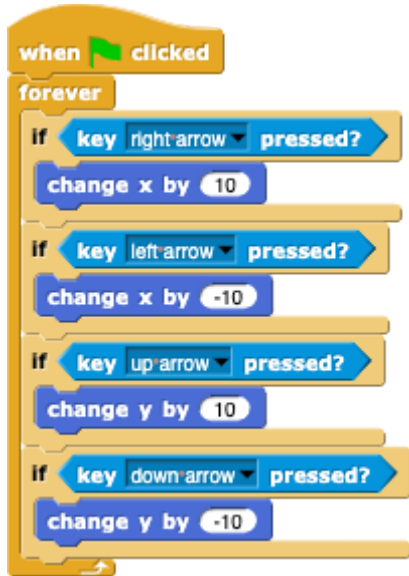 when clicked
forever
if key right arrow pressed?
change x by 10
if key left arrow pressed?
change x by -10
if key up arrow pressed?
change y by 10
if key down arrow pressed?
change y by -10